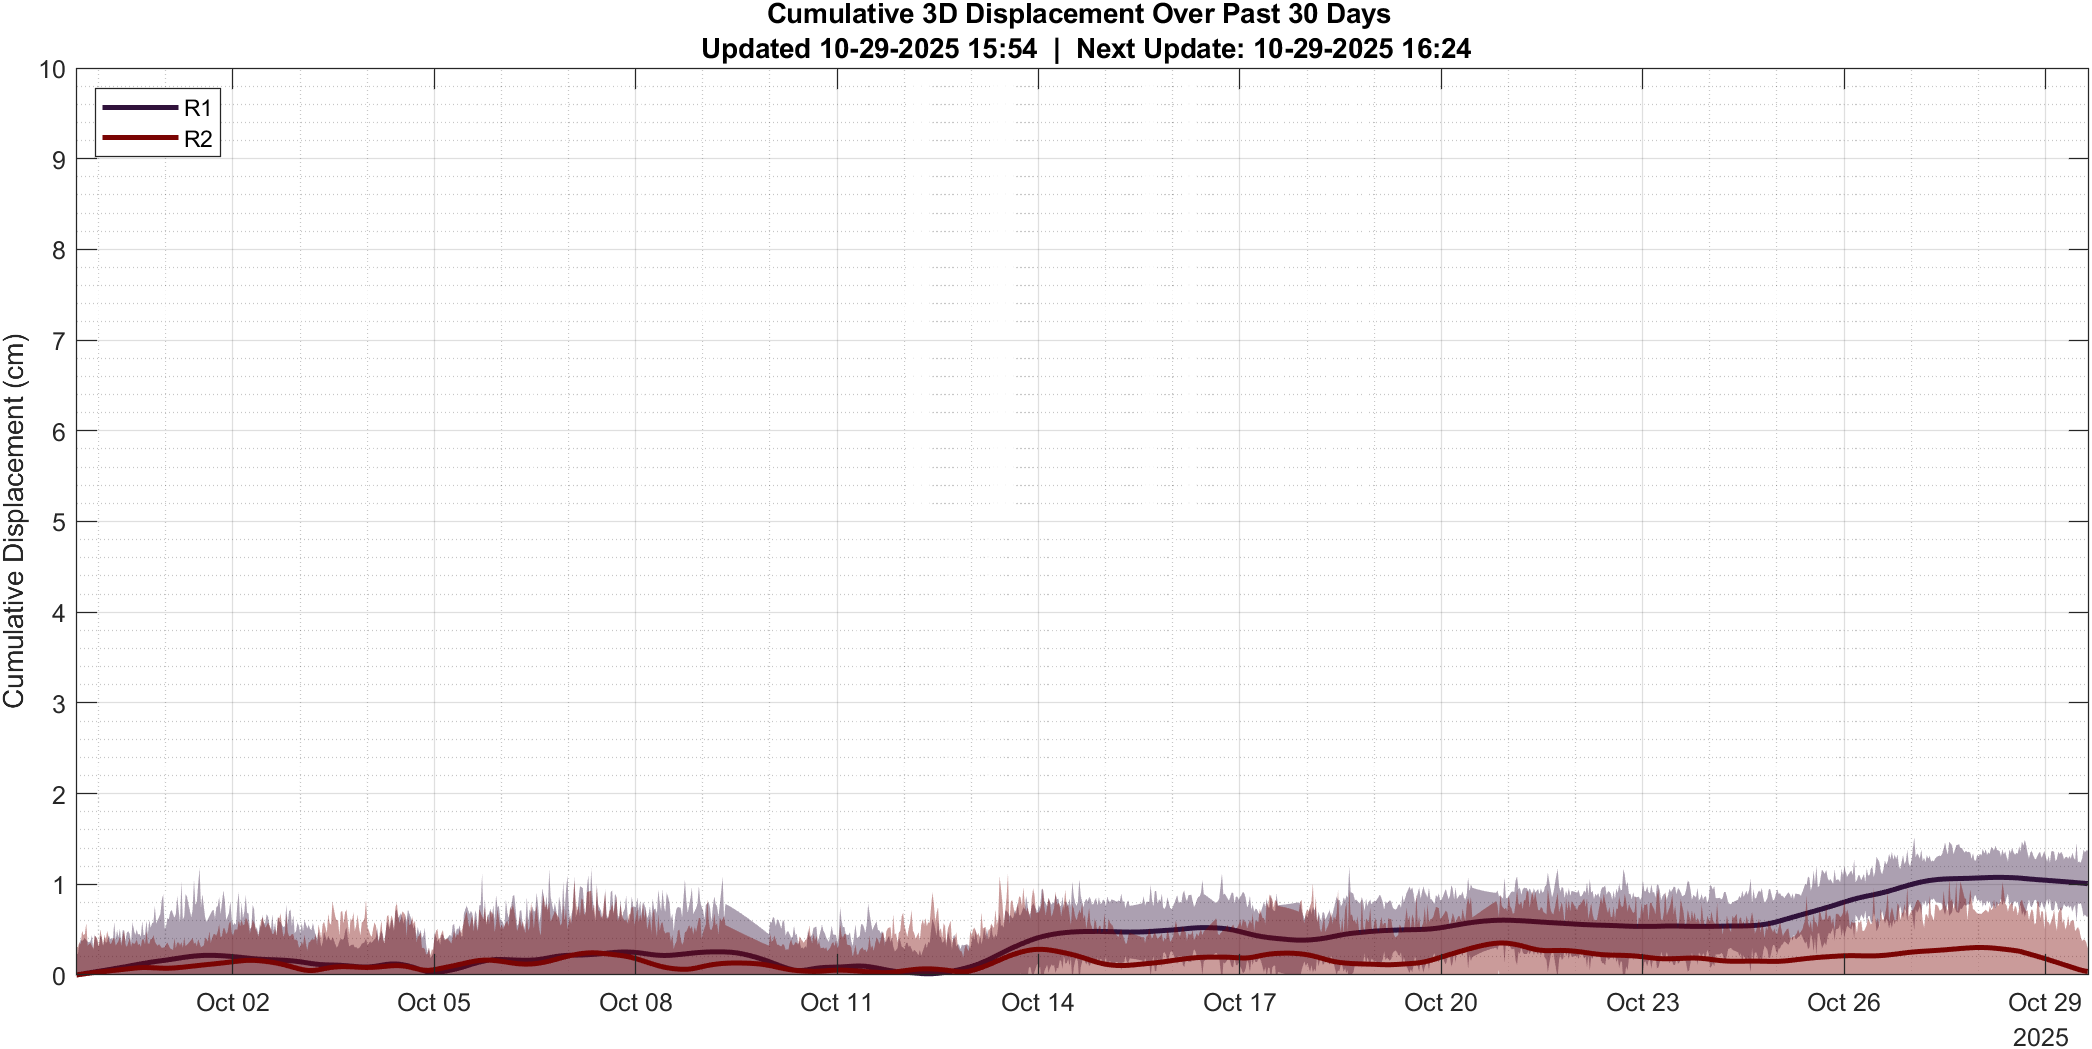 Cumulative 3D Displacement Over Past 30 Days
Updated 10-29-2025 15:54 | Next Update: 10-29-2025 16:24
R1
R2
Cumulative Displacement (cm)
10
9
8
7
6
5
4
3
2
1
0
Oct 02 Oct 05 Oct 08 Oct 11 Oct 14 Oct 17 Oct 20 Oct 23 Oct 26 Oct 29
2025